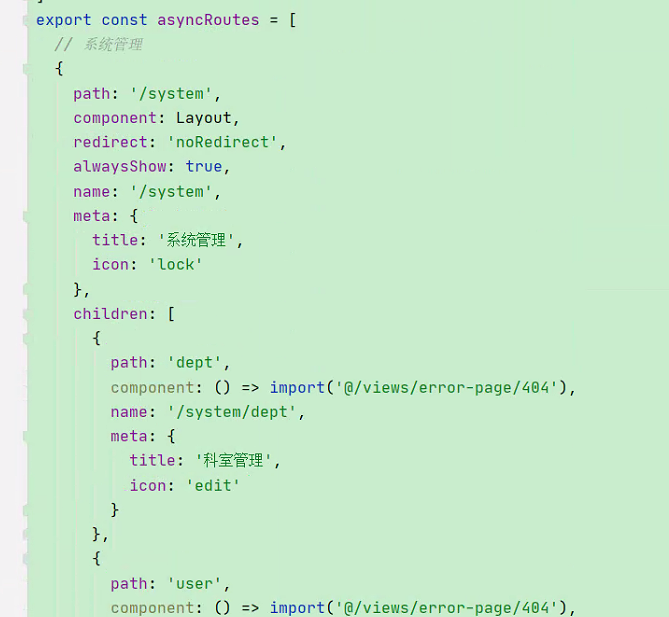 export const asyncRoutes = [
// 系统管理
{
path: '/system',
component: Layout,
redirect: 'noRedirect',
alwaysShow: true,
name: '/system',
meta: {
title: '系统管理',
icon: 'lock'
},
children: [
{
path: 'dept',
component: () => import('@/views/error-page/404'),
name: '/system/dept',
meta: {
title: '科室管理',
icon: 'edit'
}
},
{
path: 'user',
component: () => import('@/views/error-page/404'),